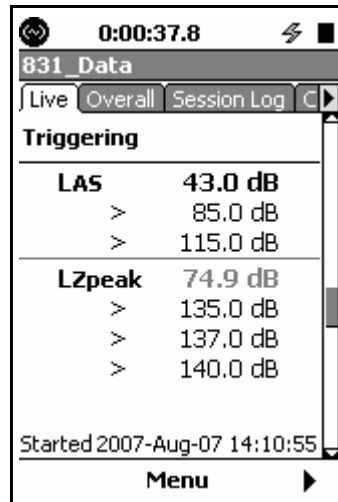 0:00:37.8
831_Data
Live Overall Session Log C
Triggering
LAS 43.0 dB
> 85.0 dB
> 115.0 dB
LZpeak 74.9 dB
> 135.0 dB
> 137.0 dB
> 140.0 dB
Started 2007-Aug-07 14:10:55
Menu